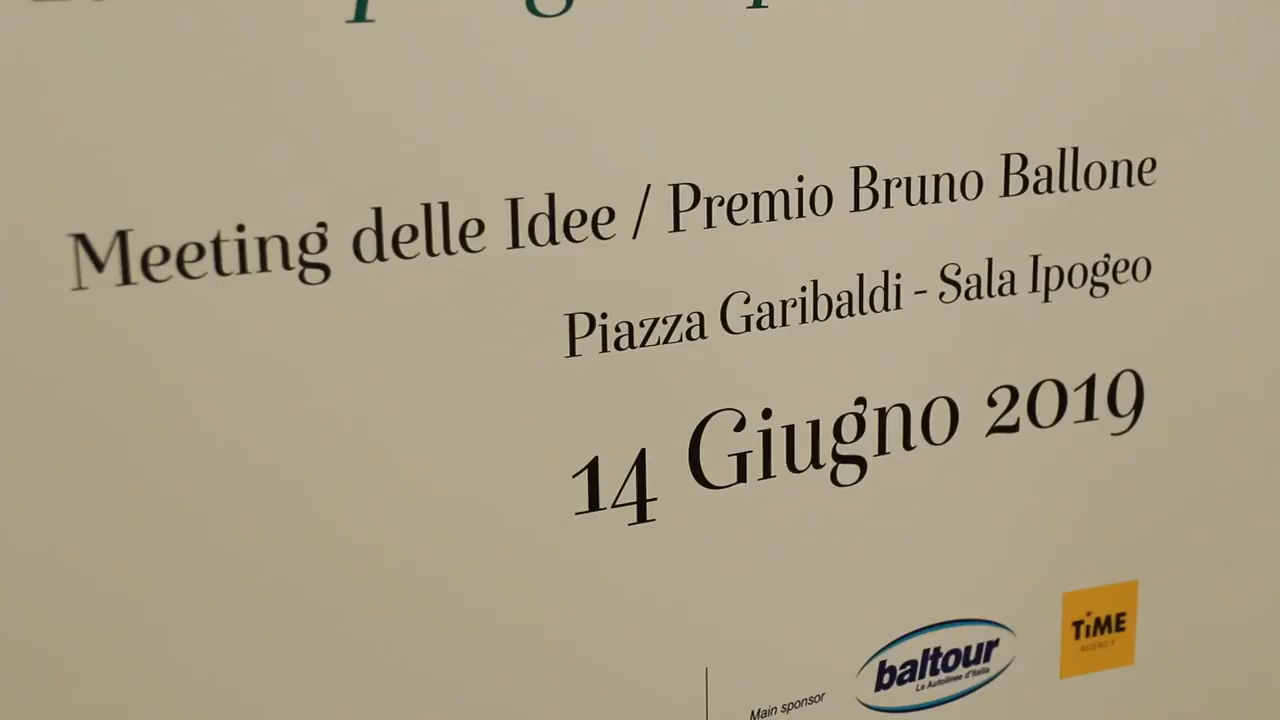 Meeting delle Idee / Premio Bruno Ballone
Piazza Garibaldi - Sala Ipogeo
14 Giugno 2019
Main sponsor
baltour
Le Autolinee d'Italia
TiME
AGENCY